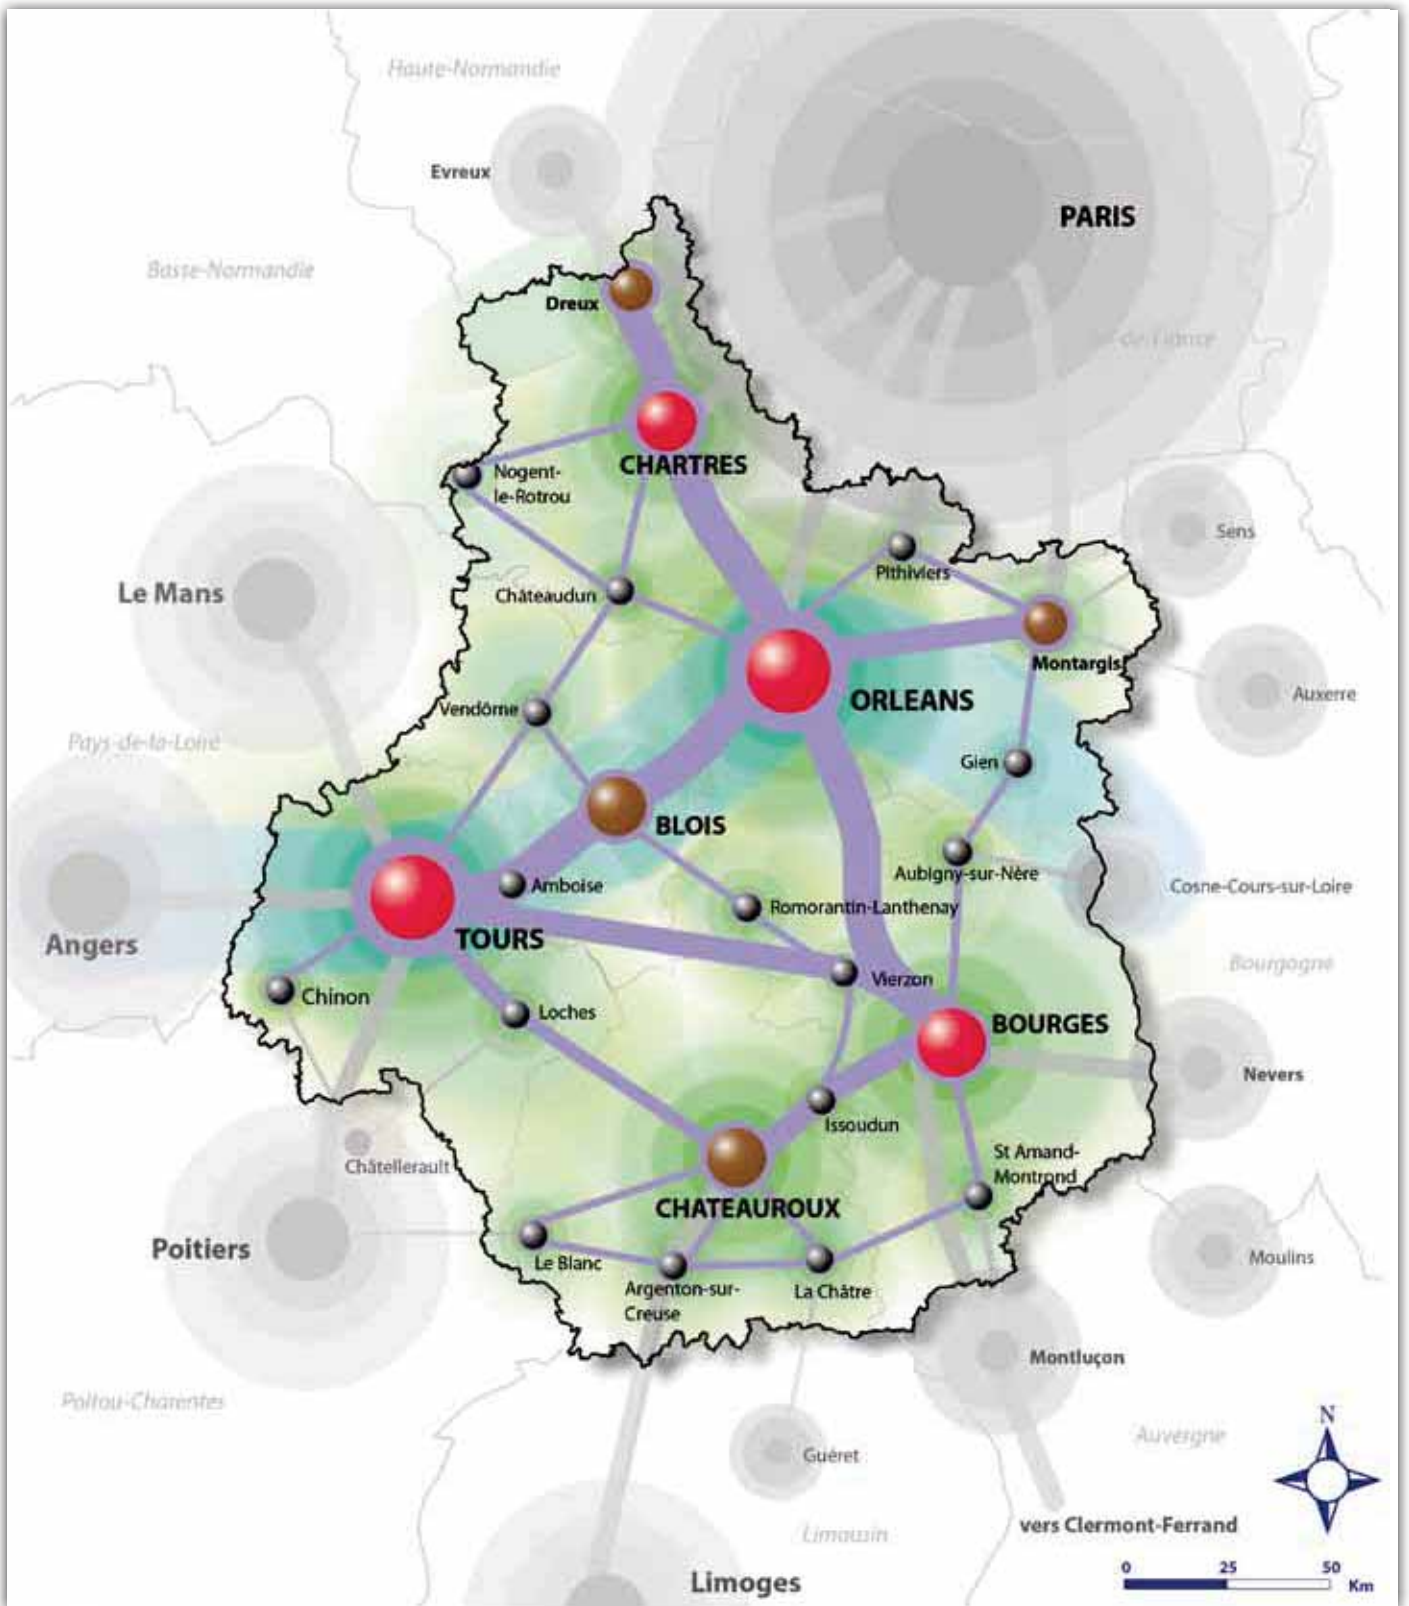 Haute-Normandie
Evreux
PARIS
Basse-Normandie
Dreux
de-France
CHARTRES
Nogent-
le-Rotrou
Sens
Pithiviers
Le Mans
Châteaudun
Montargis
ORLEANS
Auxerre
Vendôme
Pays-de-la-Loire
Gien
BLOIS
Aubigny-sur-Nère
Amboise
Cosne-Cours-sur-Loire
Romorantin-Lanthenay
Angers
TOURS
Bourgogne
Vierzon
Chinon
Loches
BOURGES
Nevers
Issoudun
St Amand-
Montrond
Châtellerault
CHATEAUROUX
Poitiers
Le Blanc
Moulins
Argenton-sur-
Creuse
La Châtre
Montluçon
Poitou-Charentes
N
Auvergne
Guéret
vers Clermont-Ferrand
Limousin
0 25 50
Km
Limoges